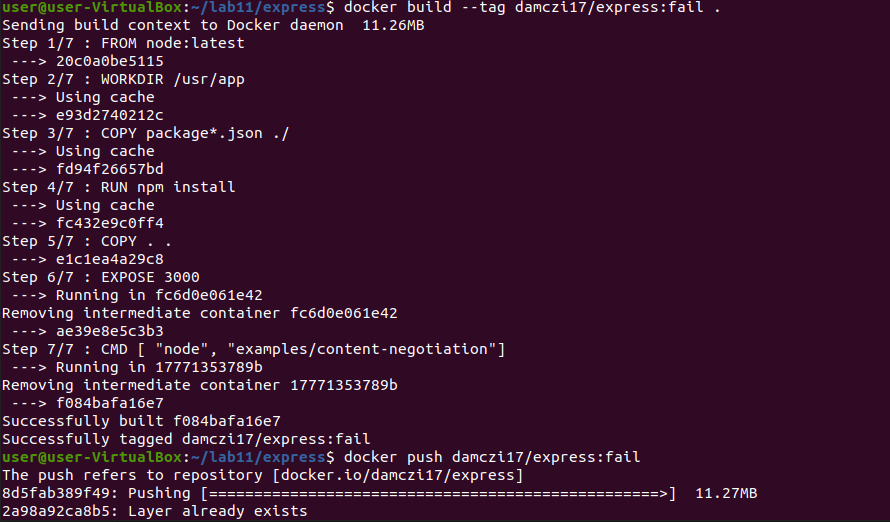 user@user-VirtualBox:~/lab11/express$ docker build --tag damczi17/express:fail .
Sending build context to Docker daemon  11.26MB
Step 1/7 : FROM node:latest
 ---> 20c0a0be5115
Step 2/7 : WORKDIR /usr/app
 ---> Using cache
 ---> e93d2740212c
Step 3/7 : COPY package*.json ./
 ---> Using cache
 ---> fd94f26657bd
Step 4/7 : RUN npm install
 ---> Using cache
 ---> fc432e9c0ff4
Step 5/7 : COPY . .
 ---> e1c1ea4a29c8
Step 6/7 : EXPOSE 3000
 ---> Running in fc6d0e061e42
Removing intermediate container fc6d0e061e42
 ---> ae39e8e5c3b3
Step 7/7 : CMD [ "node", "examples/content-negotiation"]
 ---> Running in 17771353789b
Removing intermediate container 17771353789b
 ---> f084bafa16e7
Successfully built f084bafa16e7
Successfully tagged damczi17/express:fail
user@user-VirtualBox:~/lab11/express$ docker push damczi17/express:fail
The push refers to repository [docker.io/damczi17/express]
8d5fab389f49: Pushing [==================================================>]  11.27MB
2a98a92ca8b5: Layer already exists